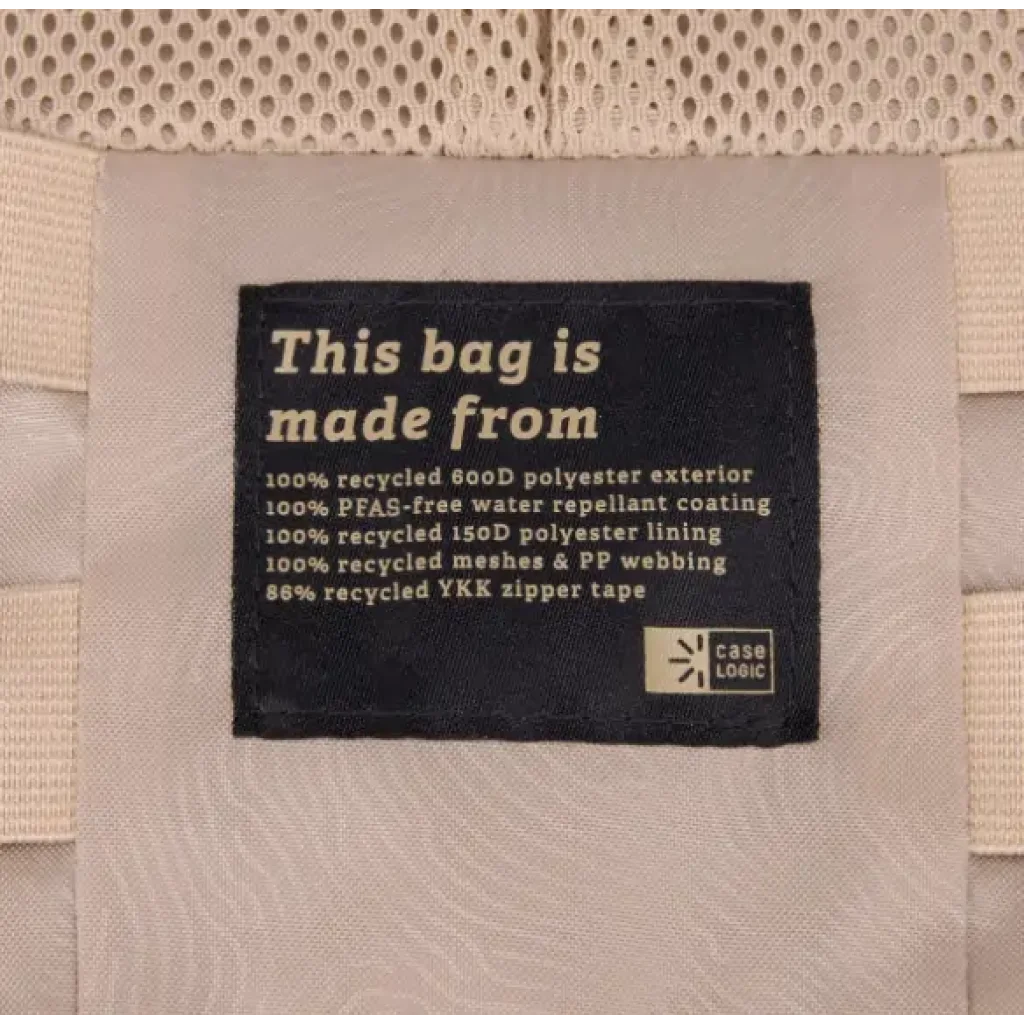 This bag is
made from
100% recycled 600D polyester exterior
100% PFAS-free water repellant coating
100% recycled 150D polyester lining
100% recycled meshes & PP webbing
86% recycled YKK zipper tape
case
LOGIC